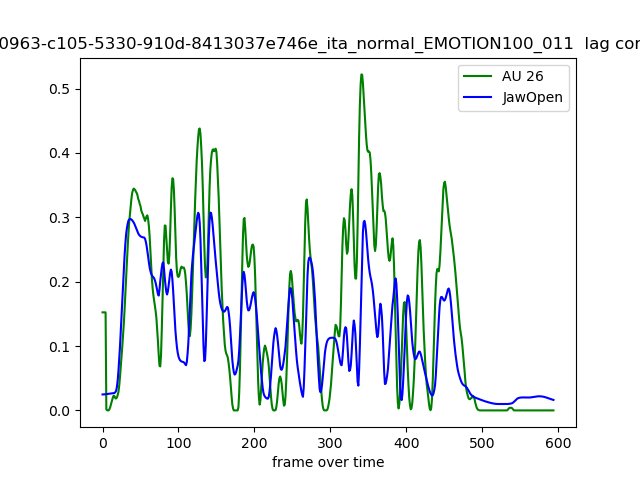 0963-c105-5330-910d-8413037e746e_ita_normal_EMOTION100_011 lag cor
AU 26
JawOpen
0.5
0.4
0.3
0.2
0.1
0.0
0 100 200 300 400 500 600
frame over time